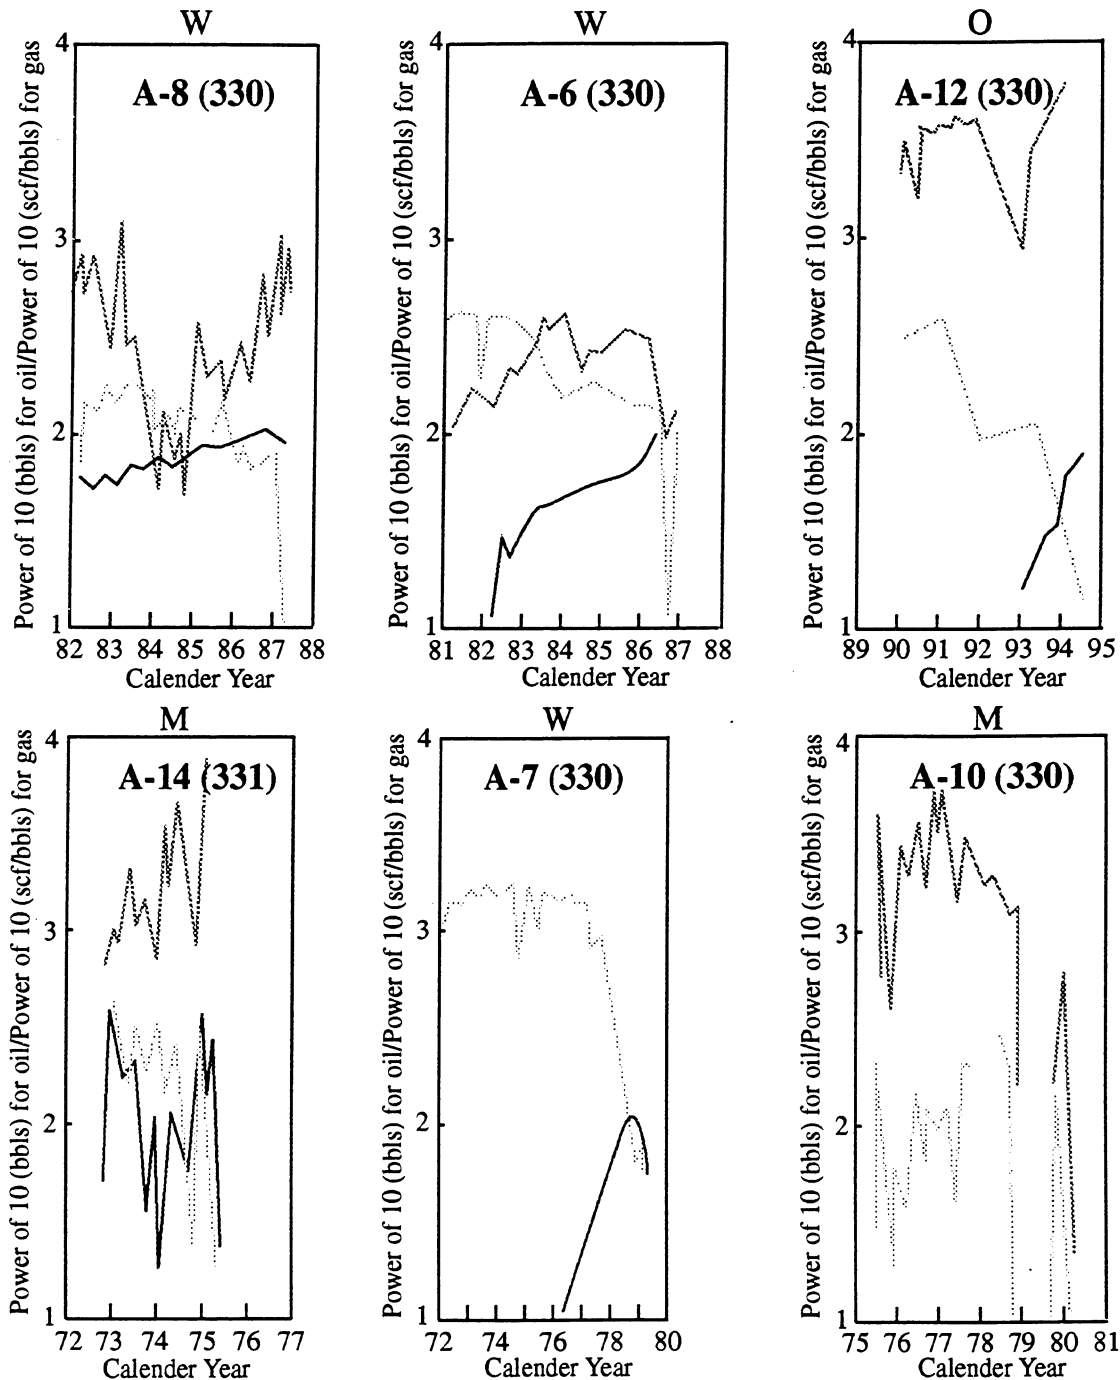 W
Power of 10 (bbls) for oil/Power of 10 (scf/bbls) for gas
4
3
2
1
A-8 (330)
82 83 84 85 86 87 88
Calender Year
W
Power of 10 (bbls) for oil/Power of 10 (scf/bbls) for gas
4
3
2
1
A-6 (330)
81 82 83 84 85 86 88
Calender Year
O
Power of 10 (bbls) for oil/Power of 10 (scf/bbls) for gas
4
3
2
1
A-12 (330)
89 90 91 92 93 94 95
Calender Year
M
Power of 10 (bbls) for oil/Power of 10 (scf/bbls) for gas
4
3
2
1
A-14 (331)
72 73 74 75 76 77
Calender Year
W
Power of 10 (bbls) for oil/Power of 10 (scf/bbls) for gas
4
3
2
1
A-7 (330)
72 74 76 78 80
Calender Year
M
Power of 10 (bbls) for oil/Power of 10 (scf/bbls) for gas
4
3
2
1
A-10 (330)
75 76 77 78 79 80 81
Calender Year